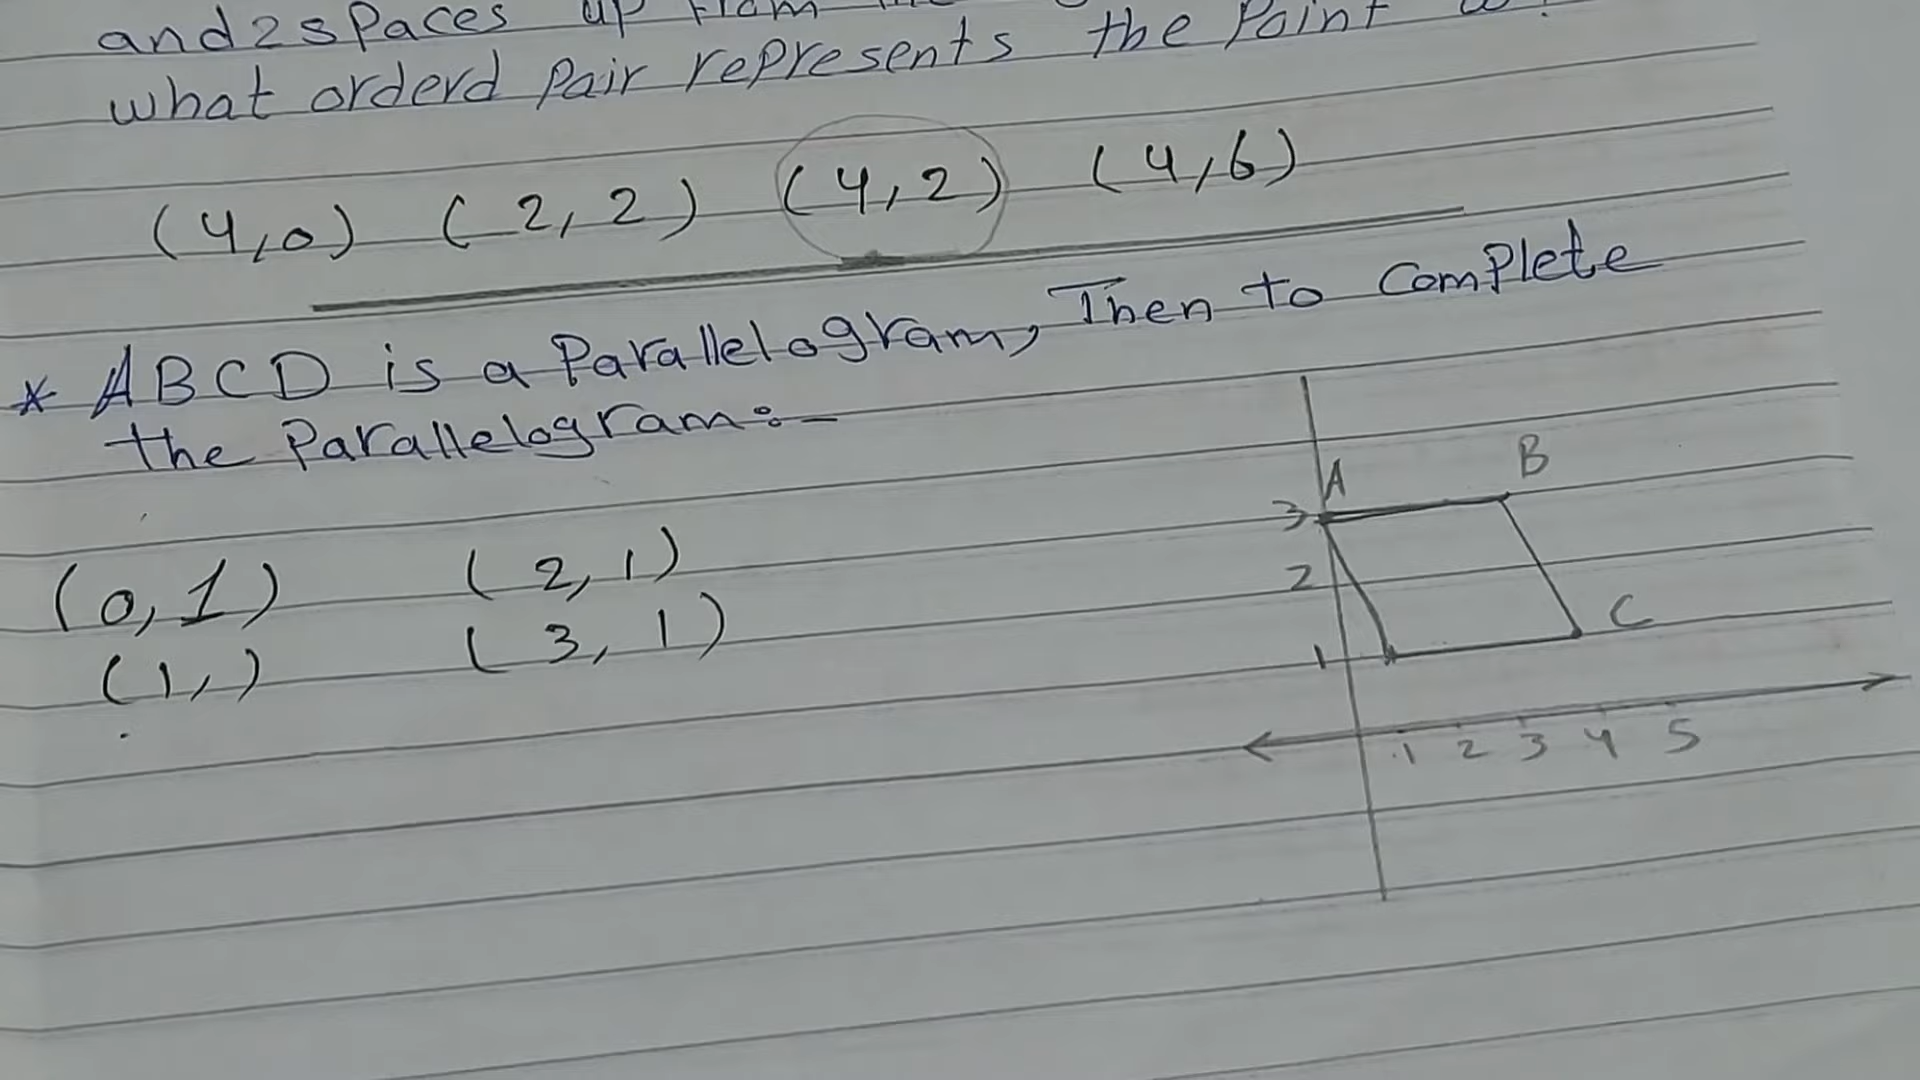 and 2 spaces up from
what orderd pair represents the Point
(4,0) (2,2) (4,2) (4,6)
* ABCD is a Parallelogram, Then to complete
the Parallelogram:-
(0,1) (2,1)
(1,) (3,1)
A B
3
2
C
1
1 2 3 4 5